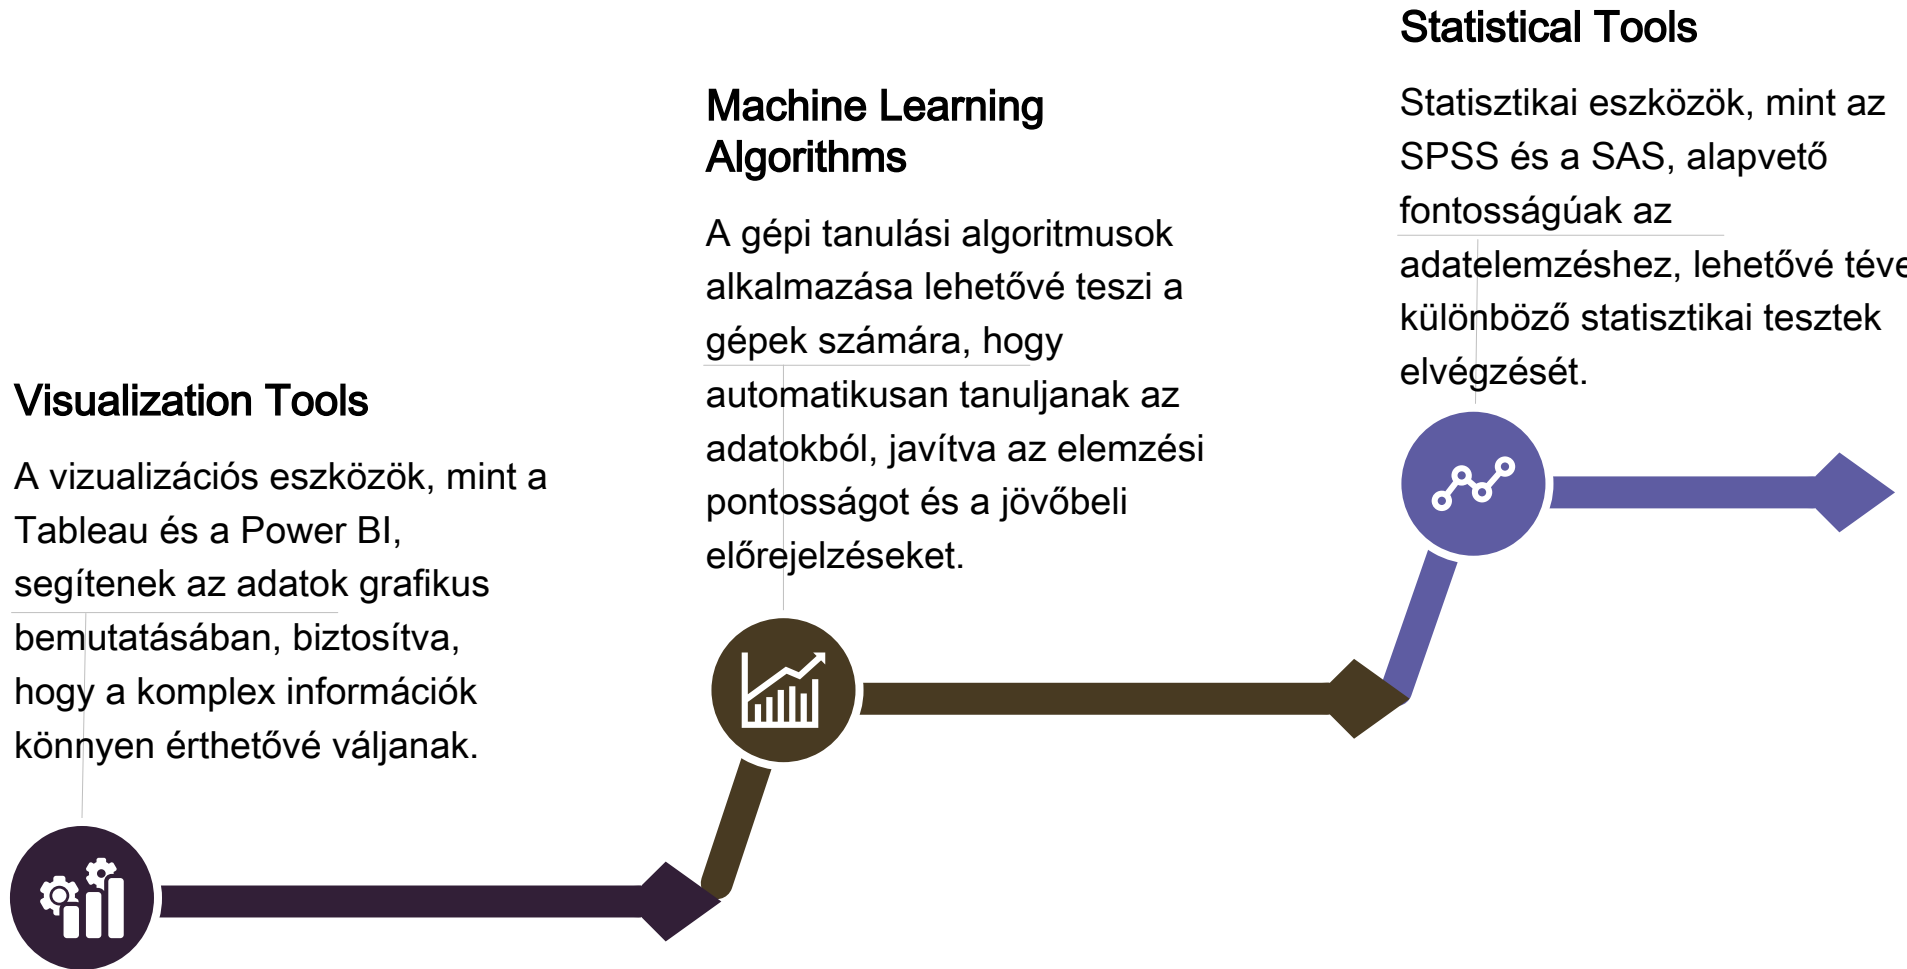 Visualization Tools
A vizualizációs eszközök, mint a
Tableau és a Power BI,
segítenek az adatok grafikus
bemutatásában, biztosítva,
hogy a komplex információk
könnyen érthetővé váljanak.
Machine Learning
Algorithms
A gépi tanulási algoritmusok
alkalmazása lehetővé teszi a
gépek számára, hogy
automatikusan tanuljanak az
adatokból, javítva az elemzési
pontosságot és a jövőbeli
előrejelzéseket.
Statistical Tools
Statisztikai eszközök, mint az
SPSS és a SAS, alapvető
fontosságúak az
adatelemzéshez, lehetővé
különböző statisztikai tesztek
elvégzését.